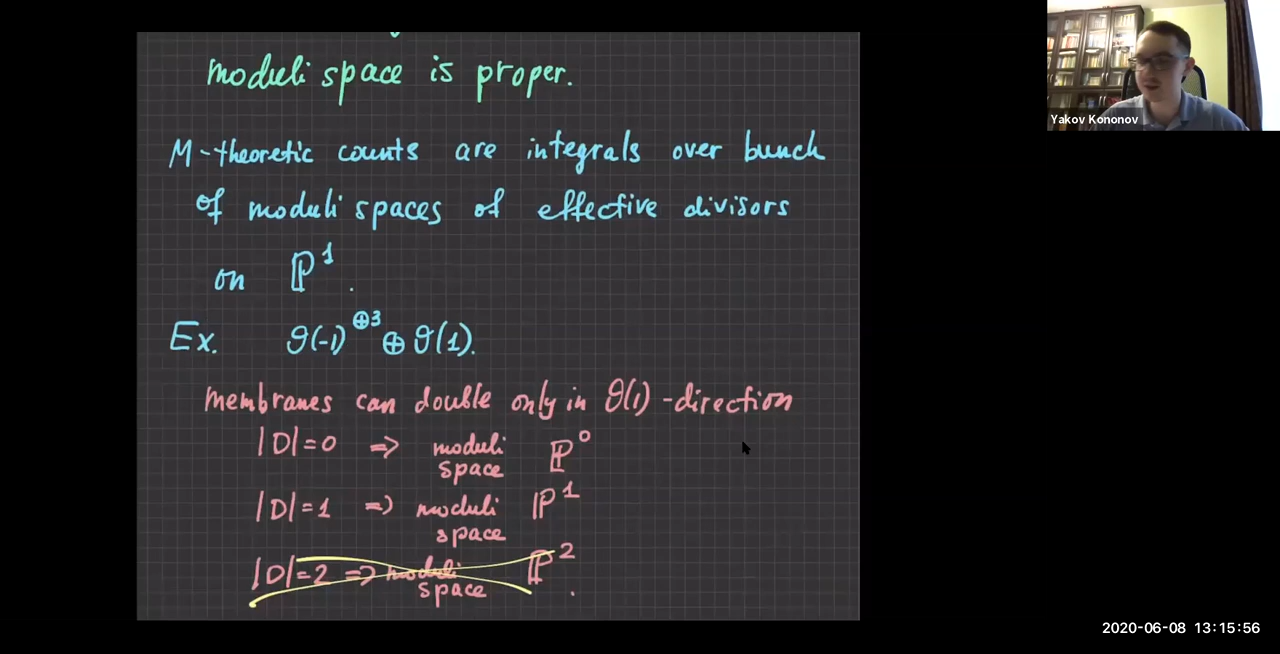 moduli space is proper.
M-theoretic counts are integrals over bunch
of moduli spaces of effective divisors
on ℙ¹.
Ex. O(-1)^⊕3 ⊕ O(1).
membranes can double only in O(1)-direction
|D|=0 => moduli space ℙ⁰
|D|=1 => moduli space ℙ¹
|D|=2 => moduli space ℙ².
Yakov Kononov
2020-06-08 13:15:56